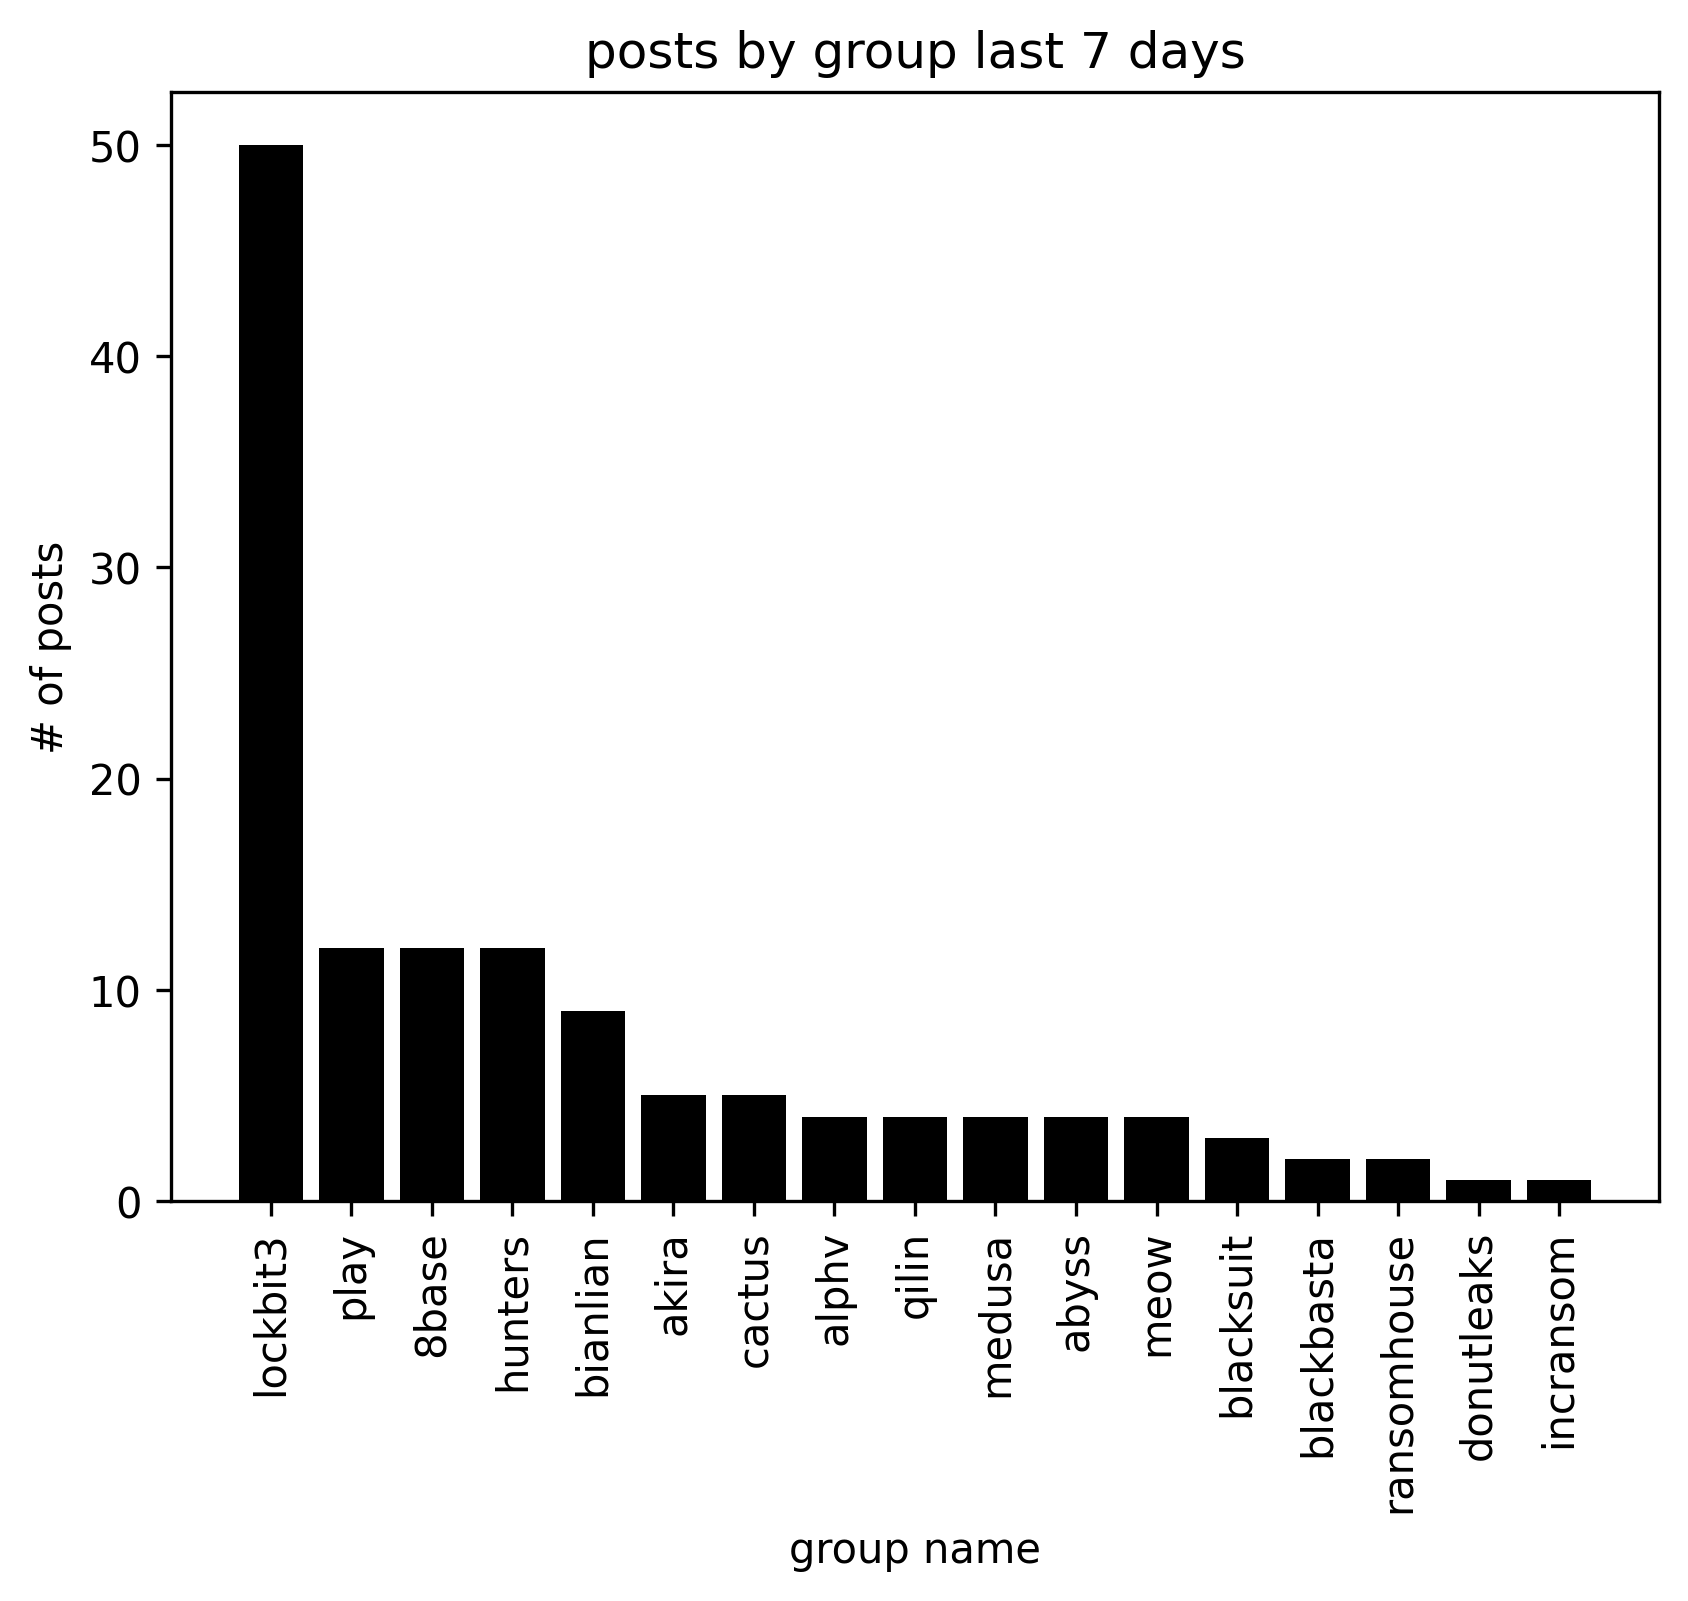 posts by group last 7 days
# of posts
50
40
30
20
10
0
lockbit3
play
8base
hunters
bianlian
akira
cactus
alphv
qilin
medusa
abyss
meow
blacksuit
blackbasta
ransomhouse
donutleaks
incransom
group name